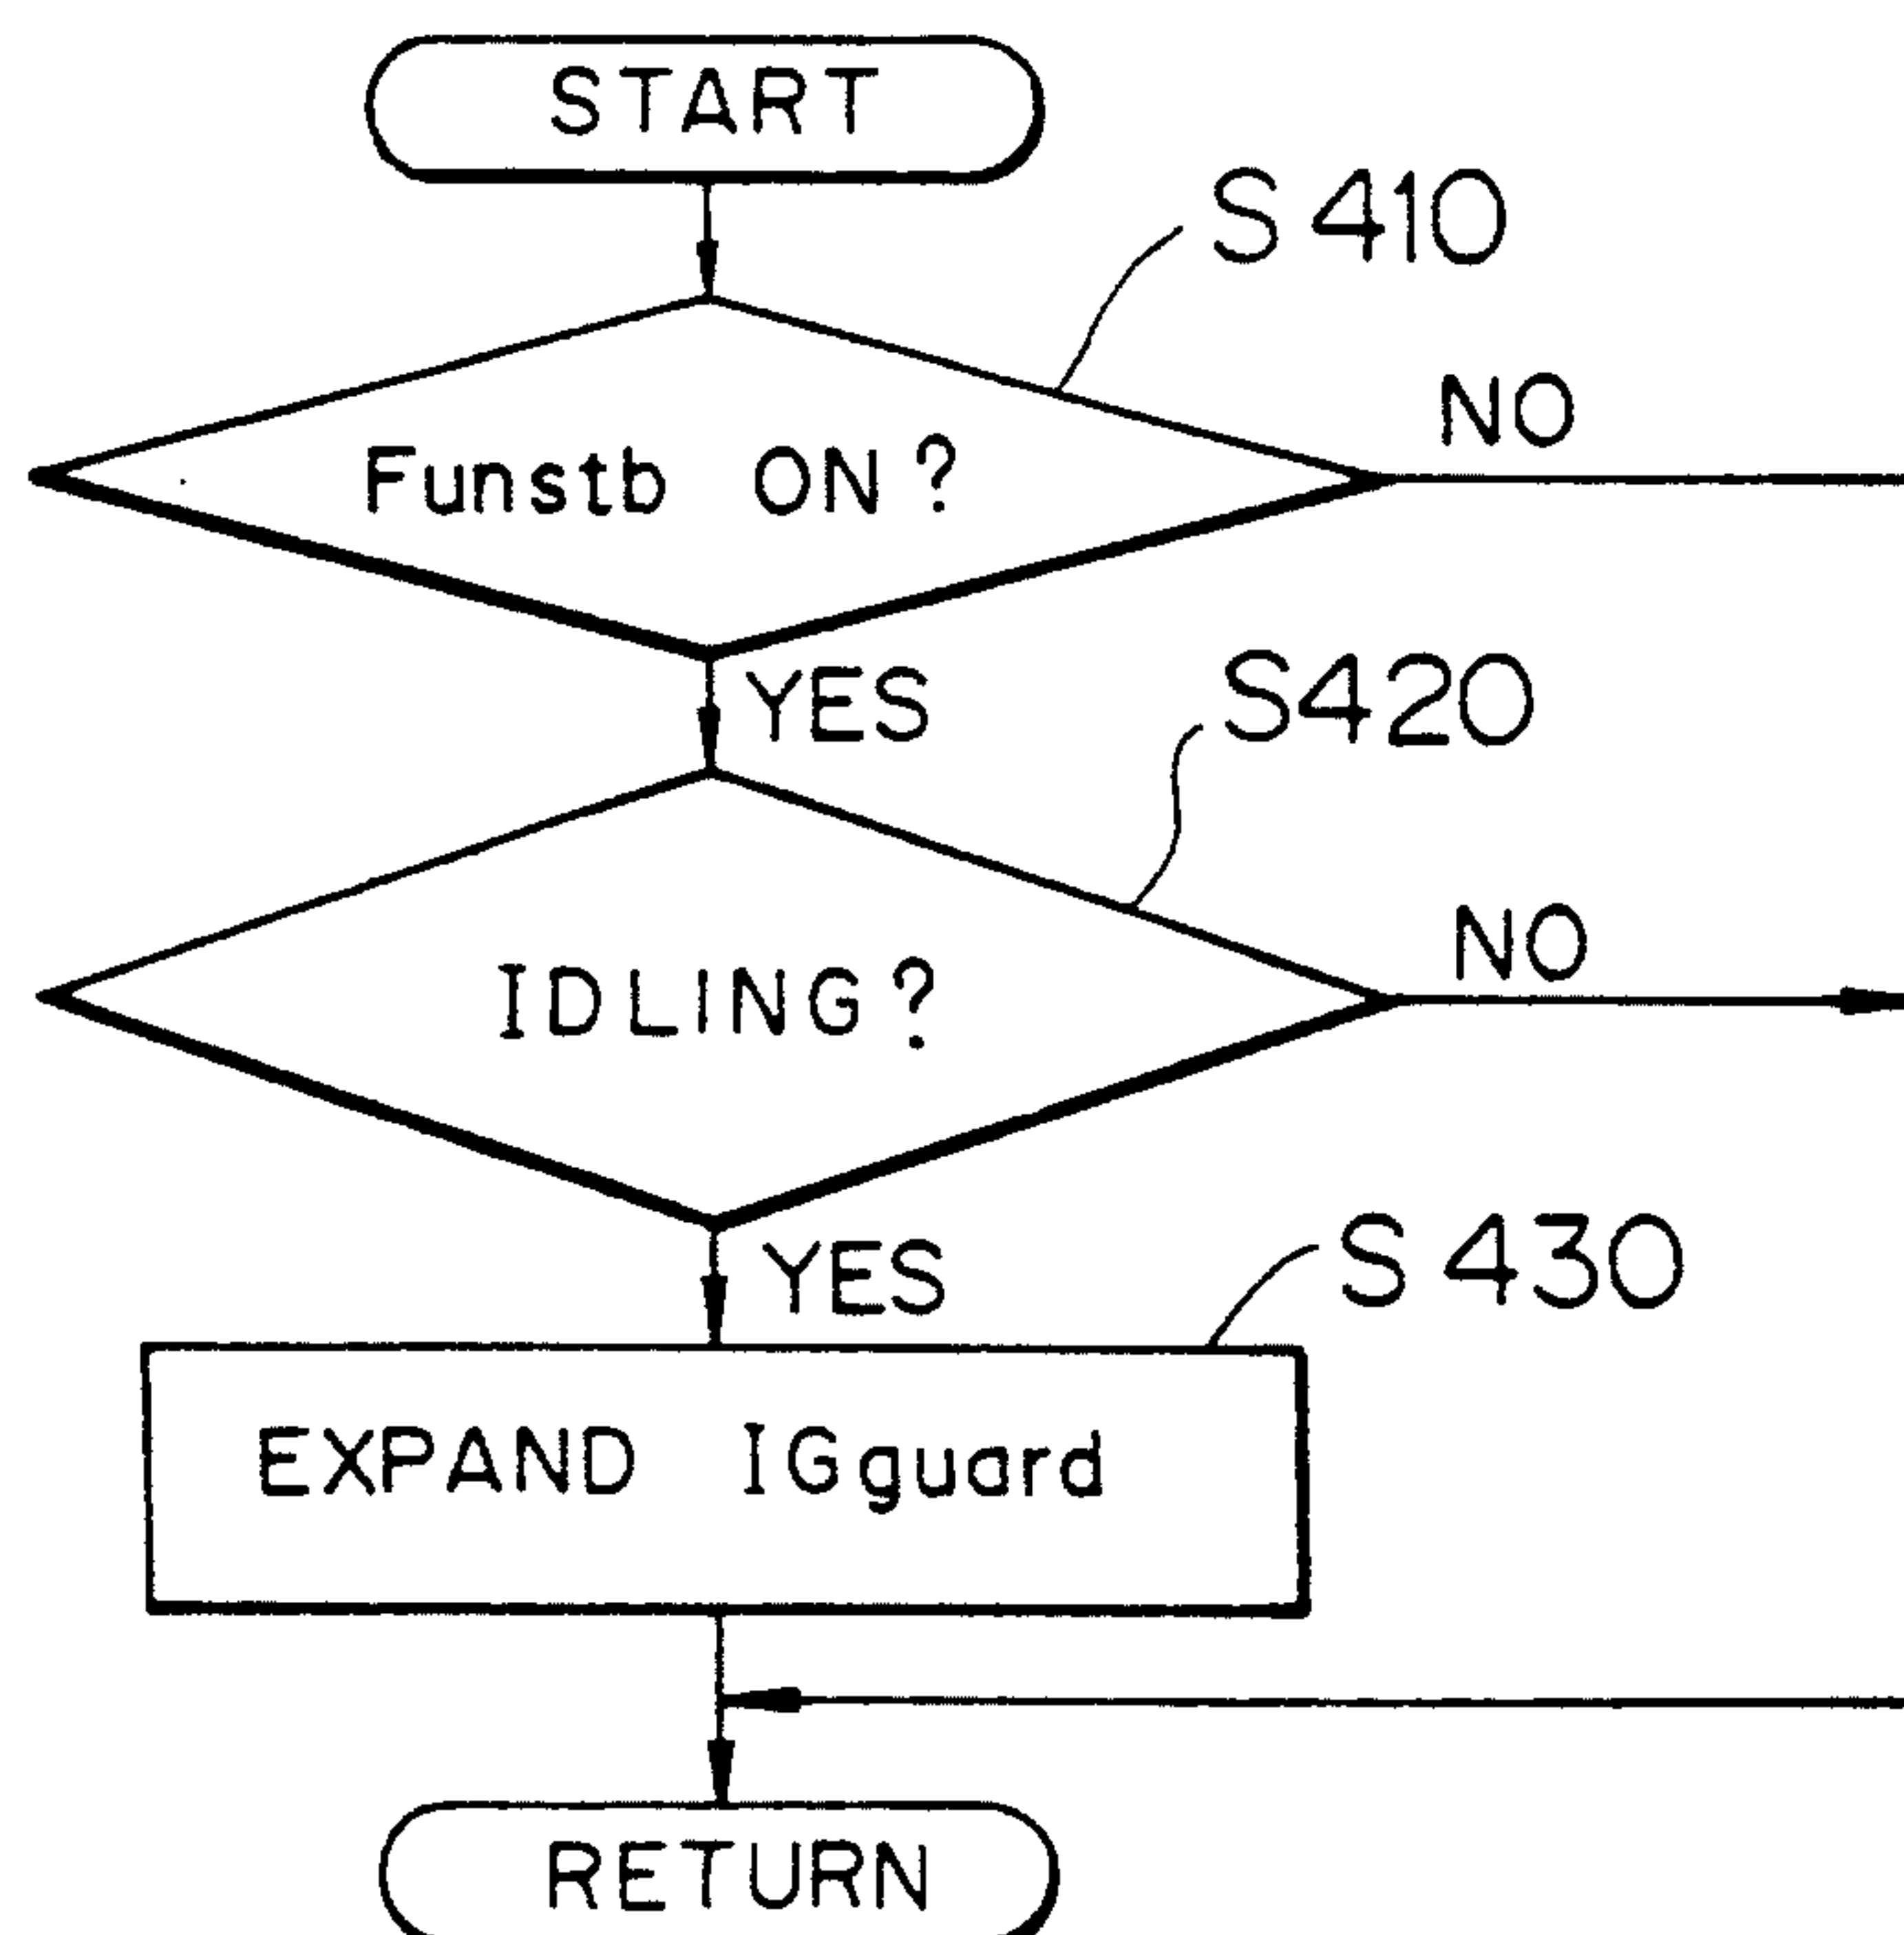 START
S410
NO
Funstb ON?
YES
S420
NO
IDLING?
YES
S430
EXPAND IGguard
RETURN